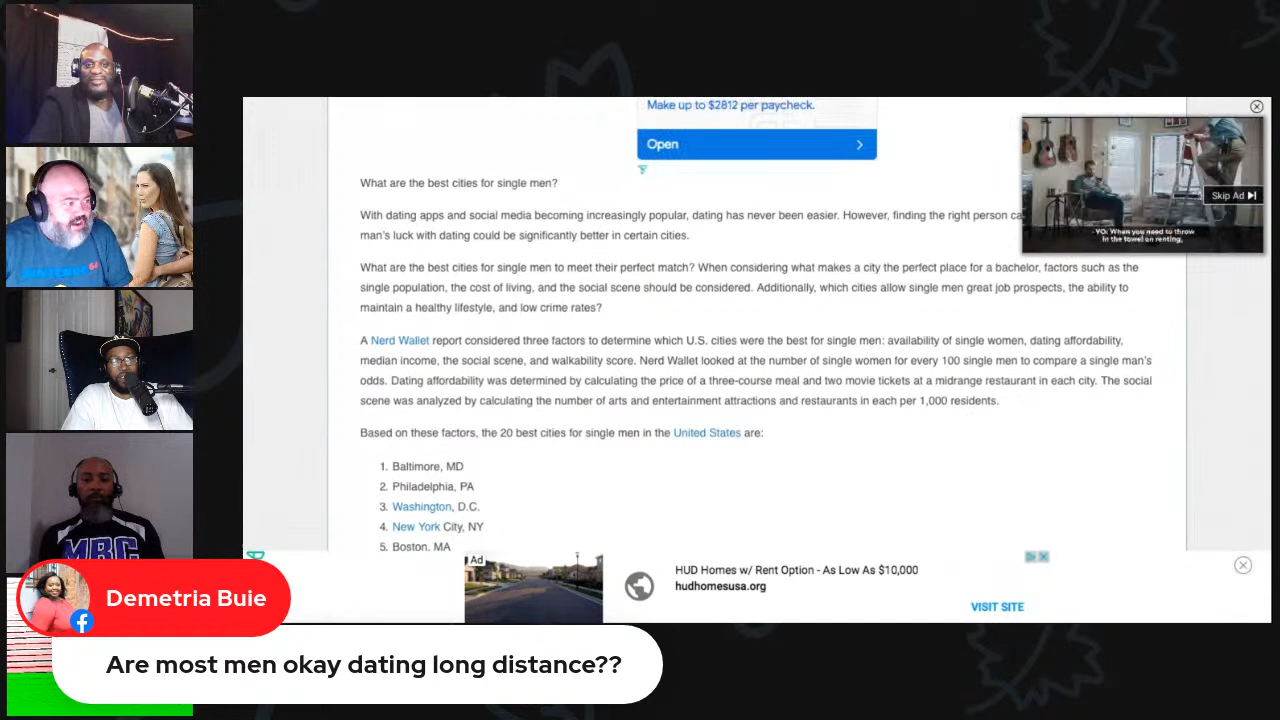 Make up to $2812 per paycheck.
Open
What are the best cities for single men?
With dating apps and social media becoming increasingly popular, dating has never been easier. However, finding the right person ca
man's luck with dating could be significantly better in certain cities.
Skip Ad
- YO: When you need to throw
in the towel on renting,
What are the best cities for single men to meet their perfect match? When considering what makes a city the perfect place for a bachelor, factors such as the
single population, the cost of living, and the social scene should be considered. Additionally, which cities allow single men great job prospects, the ability to
maintain a healthy lifestyle, and low crime rates?
A Nerd Wallet report considered three factors to determine which U.S. cities were the best for single men: availability of single women, dating affordability,
median income, the social scene, and walkability score. Nerd Wallet looked at the number of single women for every 100 single men to compare a single man's
odds. Dating affordability was determined by calculating the price of a three-course meal and two movie tickets at a midrange restaurant in each city. The social
scene was analyzed by calculating the number of arts and entertainment attractions and restaurants in each per 1,000 residents.
Based on these factors, the 20 best cities for single men in the United States are:
1. Baltimore, MD
2. Philadelphia, PA
3. Washington, D.C.
4. New York City, NY
5. Boston, MA
Ad
HUD Homes w/ Rent Option - As Low As $10,000
hudhomesusa.org
VISIT SITE
MBC
Demetria Buie
Are most men okay dating long distance??